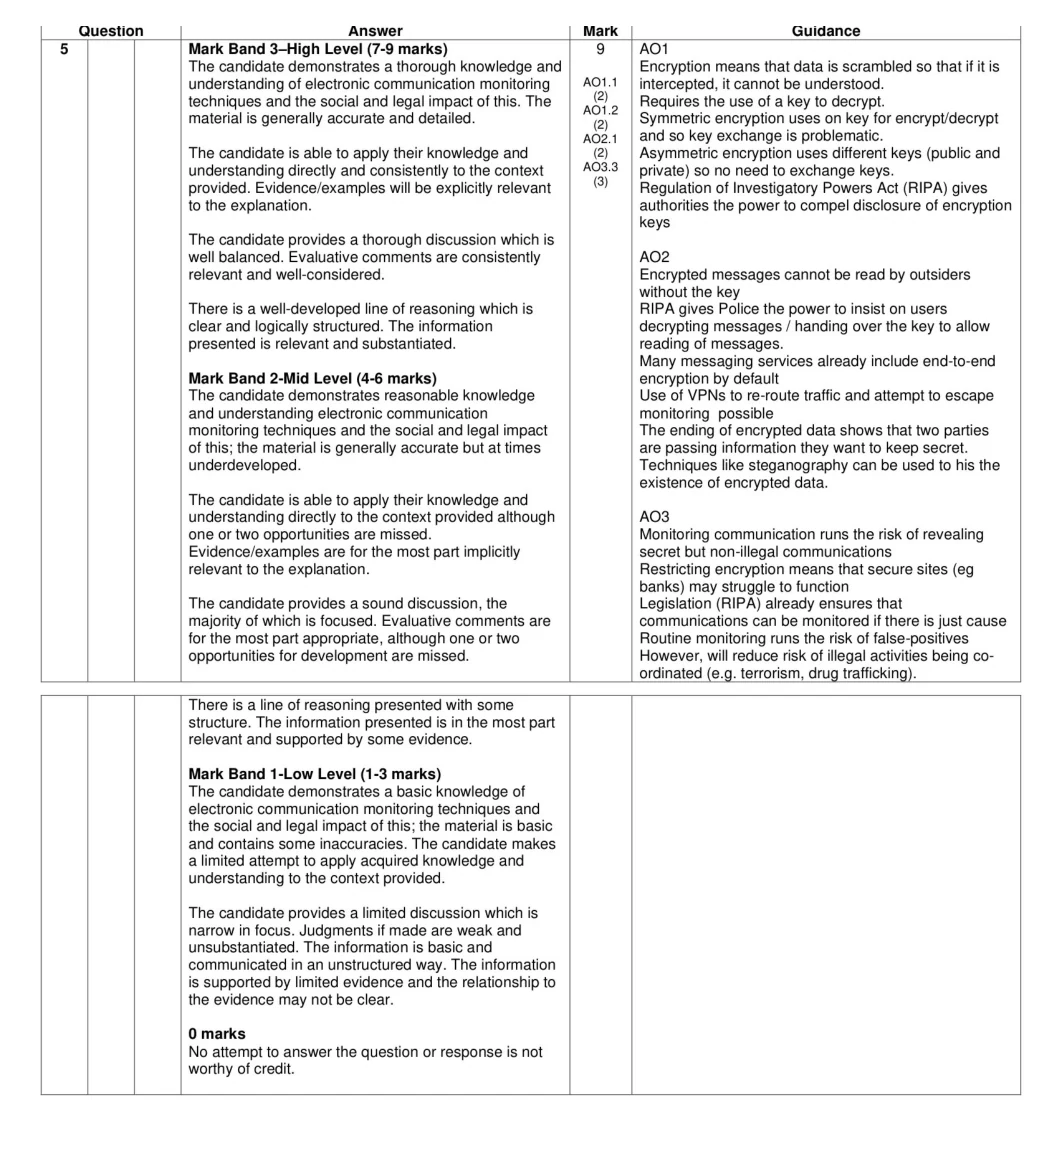 Question Answer Mark Guidance
5
Mark Band 3–High Level (7-9 marks)
The candidate demonstrates a thorough knowledge and
understanding of electronic communication monitoring
techniques and the social and legal impact of this. The
material is generally accurate and detailed.
The candidate is able to apply their knowledge and
understanding directly and consistently to the context
provided. Evidence/examples will be explicitly relevant
to the explanation.
The candidate provides a thorough discussion which is
well balanced. Evaluative comments are consistently
relevant and well-considered.
There is a well-developed line of reasoning which is
clear and logically structured. The information
presented is relevant and substantiated.
Mark Band 2-Mid Level (4-6 marks)
The candidate demonstrates reasonable knowledge
and understanding electronic communication
monitoring techniques and the social and legal impact
of this; the material is generally accurate but at times
underdeveloped.
The candidate is able to apply their knowledge and
understanding directly to the context provided although
one or two opportunities are missed.
Evidence/examples are for the most part implicitly
relevant to the explanation.
The candidate provides a sound discussion, the
majority of which is focused. Evaluative comments are
for the most part appropriate, although one or two
opportunities for development are missed.
9
AO1.1
(2)
AO1.2
(2)
AO2.1
(2)
AO3.3
(3)
AO1
Encryption means that data is scrambled so that if it is
intercepted, it cannot be understood.
Requires the use of a key to decrypt.
Symmetric encryption uses on key for encrypt/decrypt
and so key exchange is problematic.
Asymmetric encryption uses different keys (public and
private) so no need to exchange keys.
Regulation of Investigatory Powers Act (RIPA) gives
authorities the power to compel disclosure of encryption
keys
AO2
Encrypted messages cannot be read by outsiders
without the key
RIPA gives Police the power to insist on users
decrypting messages / handing over the key to allow
reading of messages.
Many messaging services already include end-to-end
encryption by default
Use of VPNs to re-route traffic and attempt to escape
monitoring possible
The ending of encrypted data shows that two parties
are passing information they want to keep secret.
Techniques like steganography can be used to his the
existence of encrypted data.
AO3
Monitoring communication runs the risk of revealing
secret but non-illegal communications
Restricting encryption means that secure sites (eg
banks) may struggle to function
Legislation (RIPA) already ensures that
communications can be monitored if there is just cause
Routine monitoring runs the risk of false-positives
However, will reduce risk of illegal activities being co-
ordinated (e.g. terrorism, drug trafficking).
There is a line of reasoning presented with some
structure. The information presented is in the most part
relevant and supported by some evidence.
Mark Band 1-Low Level (1-3 marks)
The candidate demonstrates a basic knowledge of
electronic communication monitoring techniques and
the social and legal impact of this; the material is basic
and contains some inaccuracies. The candidate makes
a limited attempt to apply acquired knowledge and
understanding to the context provided.
The candidate provides a limited discussion which is
narrow in focus. Judgments if made are weak and
unsubstantiated. The information is basic and
communicated in an unstructured way. The information
is supported by limited evidence and the relationship to
the evidence may not be clear.
0 marks
No attempt to answer the question or response is not
worthy of credit.